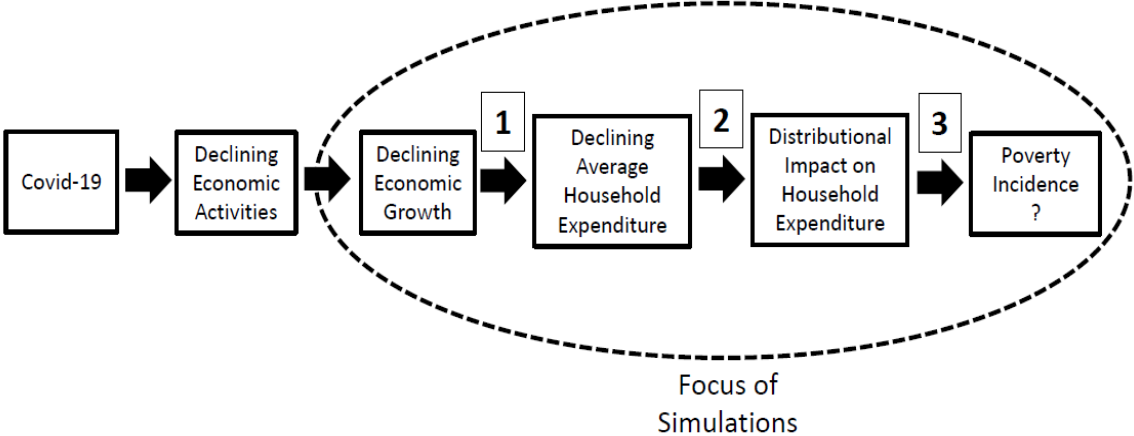 Covid-19
Declining
Economic
Activities
Declining
Economic
Growth
1
Declining
Average
Household
Expenditure
2
Distributional
Impact on
Household
Expenditure
3
Poverty
Incidence
?
Focus of
Simulations